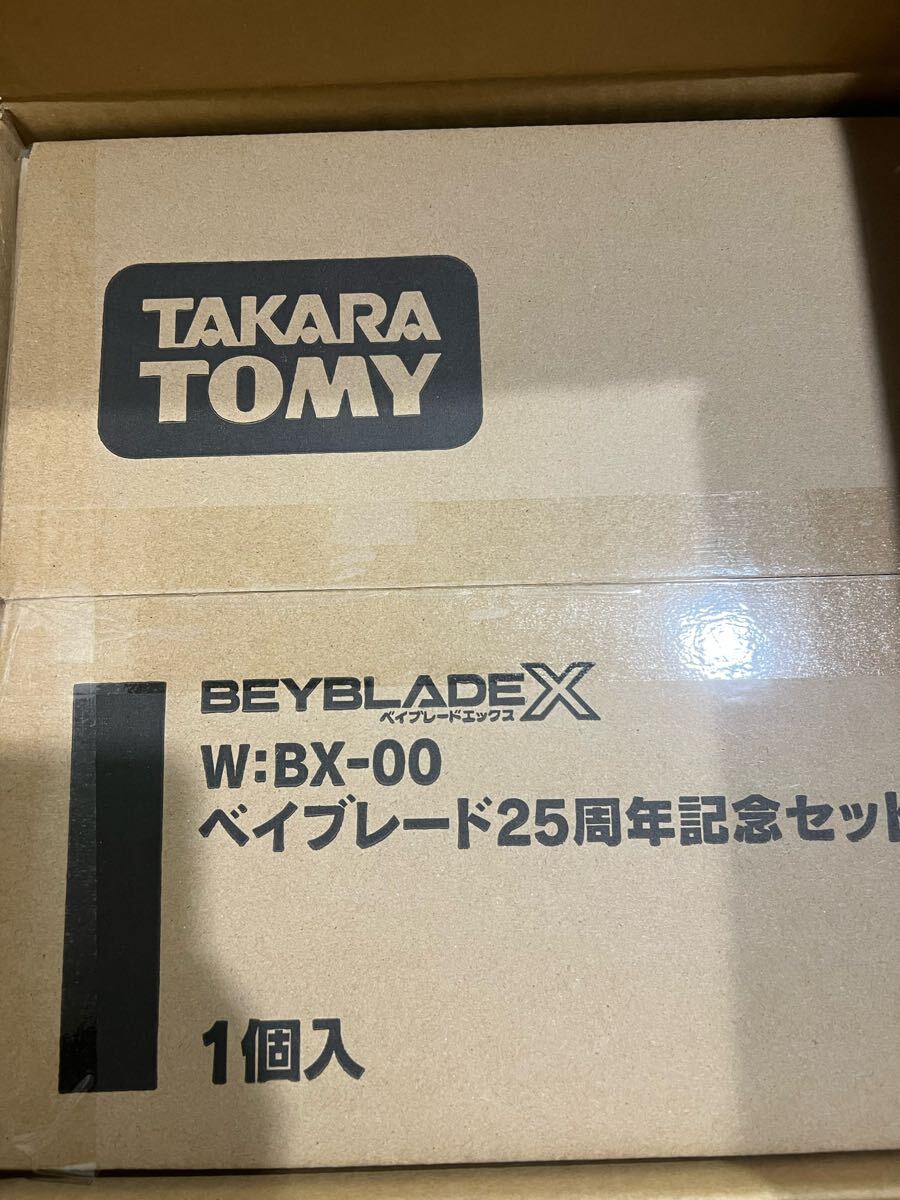 TAKARA
TOMY
BEYBLADE X
ベイブレードエックス
W:BX-00
ベイブレード25周年記念セット
1個入